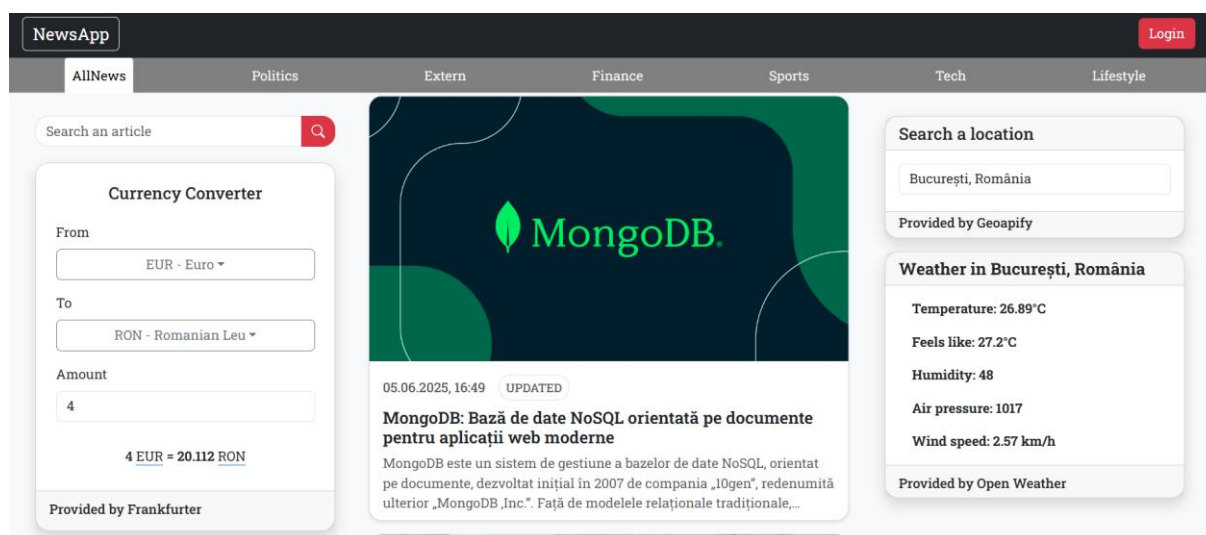 NewsApp
Login
AllNews
Politics
Extern
Finance
Sports
Tech
Lifestyle
Search an article
Currency Converter
From
EUR - Euro
To
RON - Romanian Leu
Amount
4
4 EUR = 20.112 RON
Provided by Frankfurter
MongoDB.
05.06.2025, 16:49 UPDATED
MongoDB: Bază de date NoSQL orientată pe documente
pentru aplicații web moderne
MongoDB este un sistem de gestiune a bazelor de date NoSQL, orientat
pe documente, dezvoltat inițial în 2007 de compania „10gen”, redenumită
ulterior „MongoDB ,Inc.”. Față de modelele relaționale tradiționale,...
Search a location
București, România
Provided by Geoapify
Weather in București, România
Temperature: 26.89°C
Feels like: 27.2°C
Humidity: 48
Air pressure: 1017
Wind speed: 2.57 km/h
Provided by Open Weather